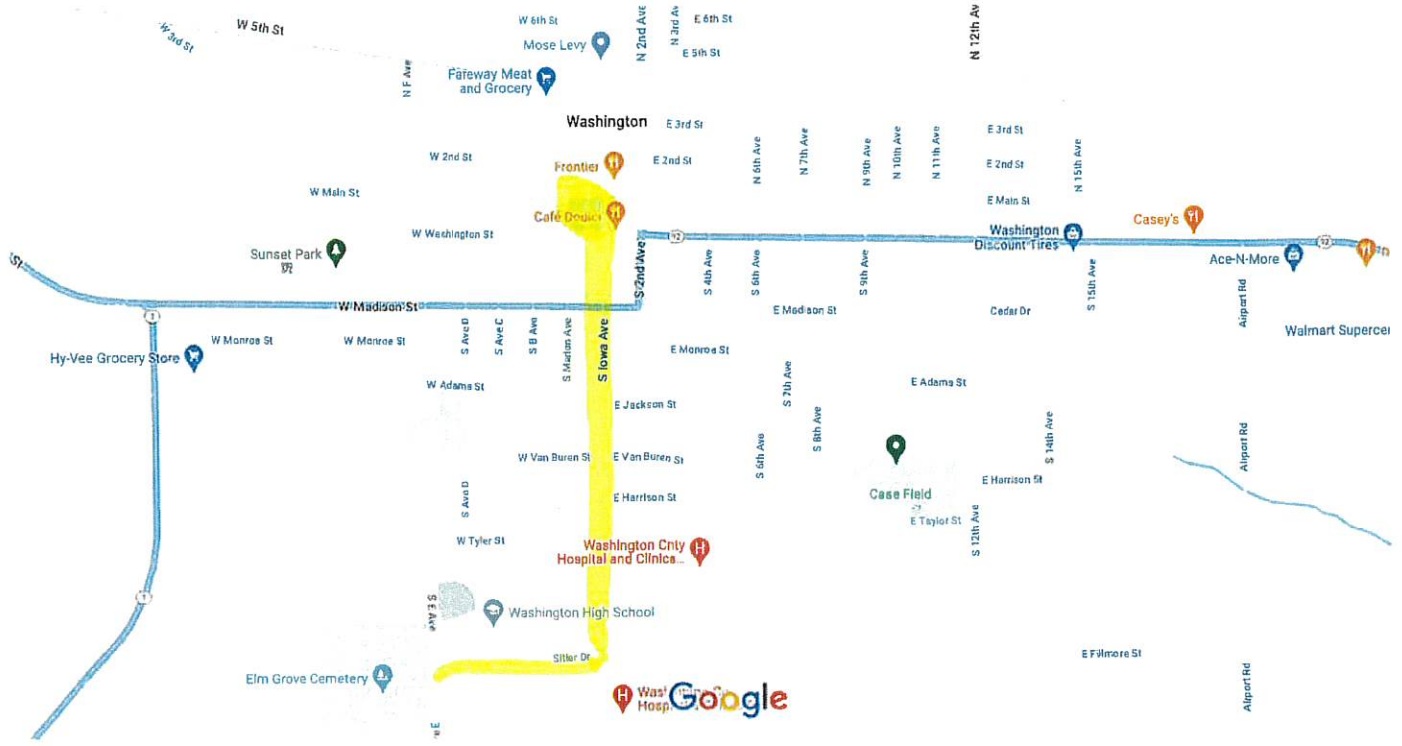 W 6th St
N 2nd Ave
N 3rd Av
E 6th St
N 12th Av
W 3rd St
W 5th St
Mose Levy
E 5th St
N F Ave
Fareway Meat
and Grocery
Washington
E 3rd St
E 3rd St
W 2nd St
Frontier
E 2nd St
N 6th Ave
N 7th Ave
N 9th Ave
N 10th Ave
N 11th Ave
E 2nd St
N 15th Ave
W Main St
E Main St
Café Dodici
Casey's
W Washington St
92
Washington
Discount Tires
92
Sunset Park
S 2nd Ave
S 4th Ave
S 6th Ave
S 9th Ave
S 15th Ave
Ace-N-More
Airport Rd
St
W Madison St
E Madison St
Cedar Dr
1
Walmart Supercen
Hy-Vee Grocery Store
W Monroe St
W Monroe St
S Ave D
S Ave C
S B Ave
S Marion Ave
S Iowa Ave
E Monroe St
W Adams St
S 7th Ave
E Adams St
E Jackson St
S 8th Ave
S 14th Ave
Airport Rd
W Van Buren St
E Van Buren St
S 6th Ave
S Ave D
E Harrison St
Case Field
E Harrison St
E Taylor St
S 12th Ave
W Tyler St
Washington Cnty
Hospital and Clinics...
H
1
S E Ave
Washington High School
Sitler Dr
E Fillmore St
Elm Grove Cemetery
Airport Rd
H
Google